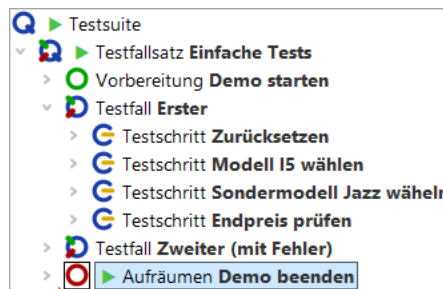 Testsuite
Testfallsatz Einfache Tests
Vorbereitung Demo starten
Testfall Erster
Testschritt Zurücksetzen
Testschritt Modell I5 wählen
Testschritt Sondermodell Jazz wäheln
Testschritt Endpreis prüfen
Testfall Zweiter (mit Fehler)
Aufräumen Demo beenden